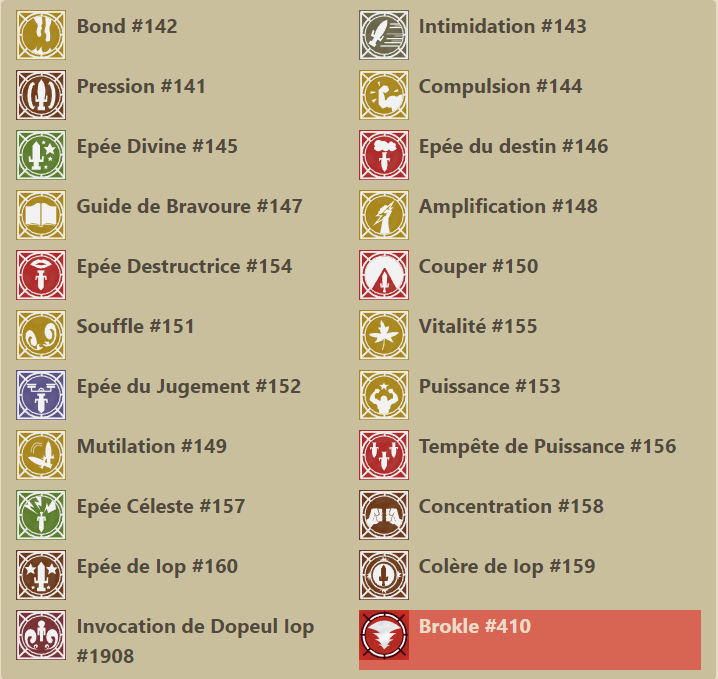 Bond #142
Intimidation #143
Pression #141
Compulsion #144
Epée Divine #145
Epée du destin #146
Guide de Bravoure #147
Amplification #148
Epée Destructrice #154
Couper #150
Souffle #151
Vitalité #155
Epée du Jugement #152
Puissance #153
Mutilation #149
Tempête de Puissance #156
Epée Céleste #157
Concentration #158
Epée de Iop #160
Colère de Iop #159
Invocation de Dopeul Iop
#1908
Brokle #410